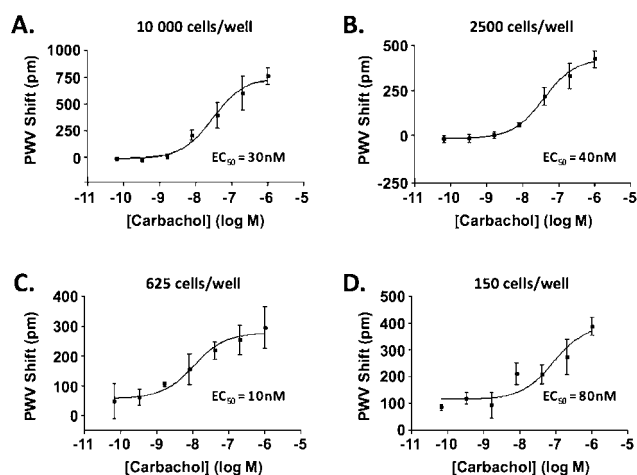 A.
10 000 cells/well
PWV Shift (pm)
1000
750
500
250
0
EC50 = 30nM
-11 -10 -9 -8 -7 -6 -5
[Carbachol] (log M)
B.
2500 cells/well
PWV Shift (pm)
500
250
0
-250
EC50 = 40nM
-11 -10 -9 -8 -7 -6 -5
[Carbachol] (log M)
C.
625 cells/well
PWV Shift (pm)
400
300
200
100
0
EC50 = 10nM
-11 -10 -9 -8 -7 -6 -5
[Carbachol] (log M)
D.
150 cells/well
PWV Shift (pm)
500
400
300
200
100
0
EC50 = 80nM
-11 -10 -9 -8 -7 -6 -5
[Carbachol] (log M)